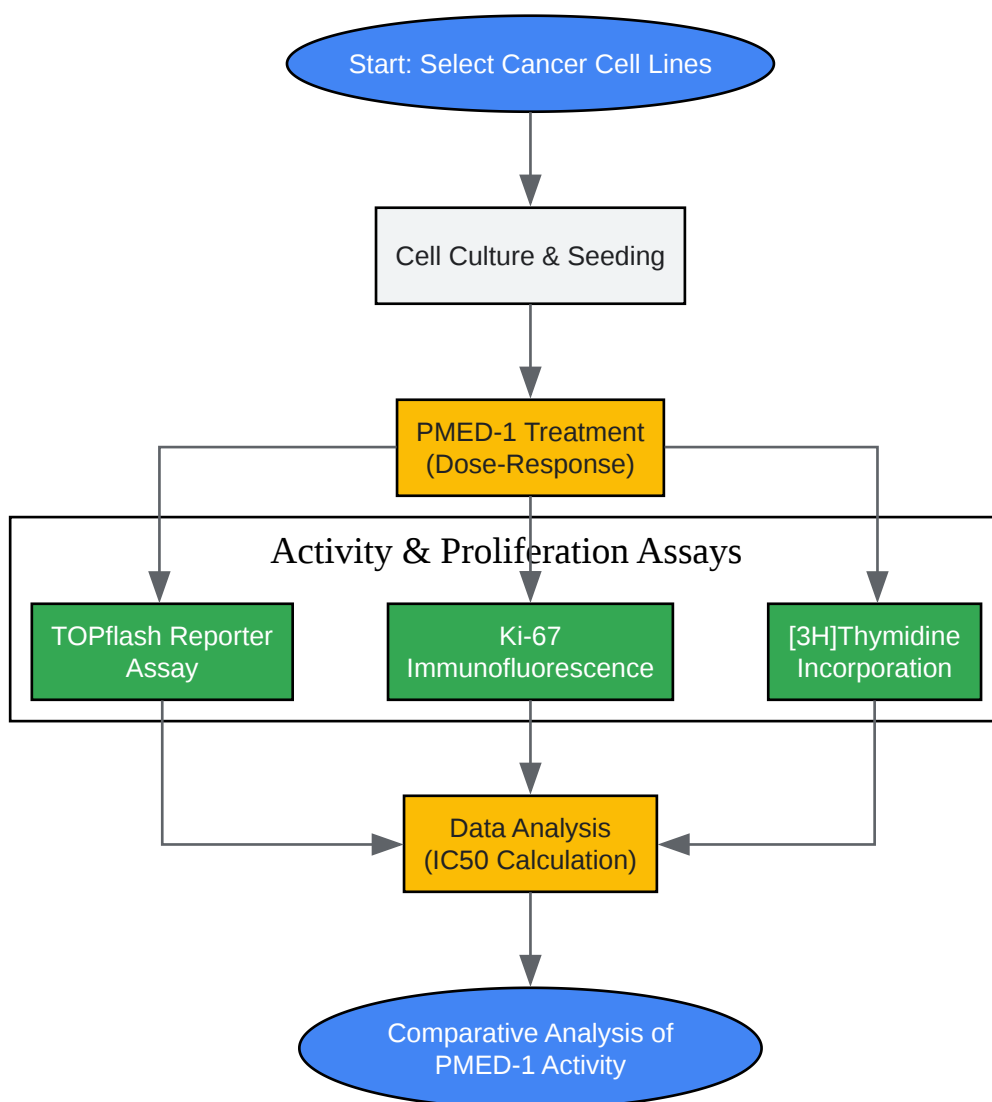 Start: Select Cancer Cell Lines
Cell Culture & Seeding
PMED-1 Treatment
(Dose-Response)
Activity & Proliferation Assays
TOPflash Reporter
Assay
Ki-67
Immunofluorescence
[3H]Thymidine
Incorporation
Data Analysis
(IC50 Calculation)
Comparative Analysis of
PMED-1 Activity